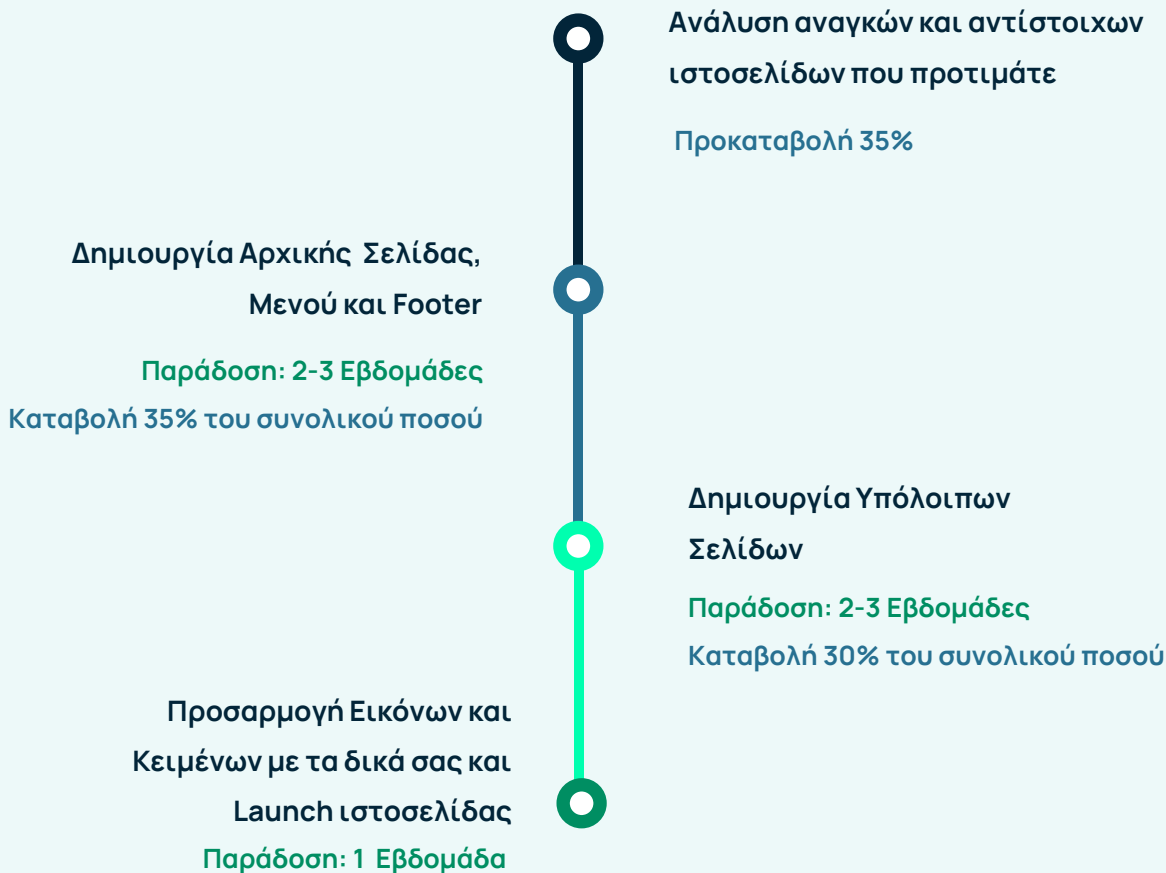 Ανάλυση αναγκών και αντίστοιχων
ιστοσελίδων που προτιμάτε
Προκαταβολή 35%
Δημιουργία Αρχικής Σελίδας,
Μενού και Footer
Παράδοση: 2-3 Εβδομάδες
Καταβολή 35% του συνολικού ποσού
Δημιουργία Υπόλοιπων
Σελίδων
Παράδοση: 2-3 Εβδομάδες
Καταβολή 30% του συνολικού ποσού
Προσαρμογή Εικόνων και
Κειμένων με τα δικά σας και
Launch ιστοσελίδας
Παράδοση: 1 Εβδομάδα